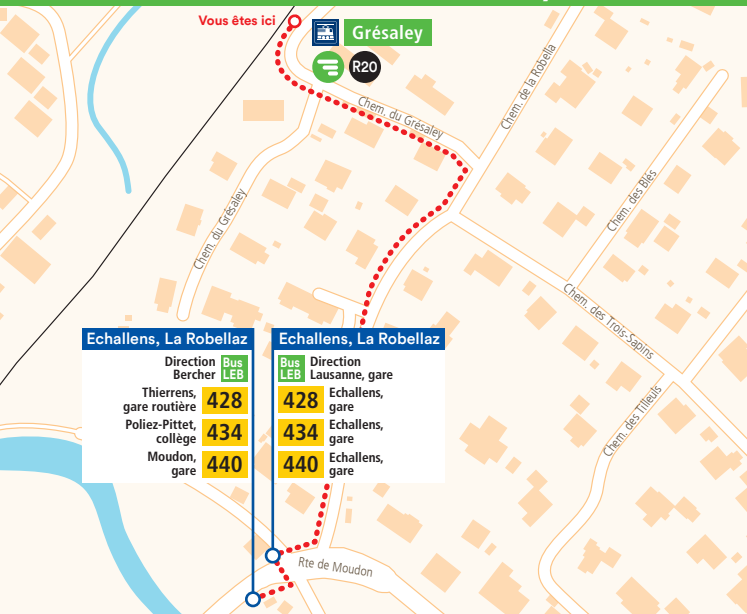 Vous êtes ici
Grésaley
R20
Chem. du Grésaley
Chem. de la Robella
Chem. des Blés
Chem. du Grésaley
Chem. des Trois-Sapins
Chem. des Tilleuls
Echallens, La Robellaz
Direction
Bercher
Bus
LEB
Thierrens,
gare routière
428
Poliez-Pittet,
collège
434
Moudon,
gare
440
Echallens, La Robellaz
Bus
LEB
Direction
Lausanne, gare
428
Echallens,
gare
434
Echallens,
gare
440
Echallens,
gare
Rte de Moudon